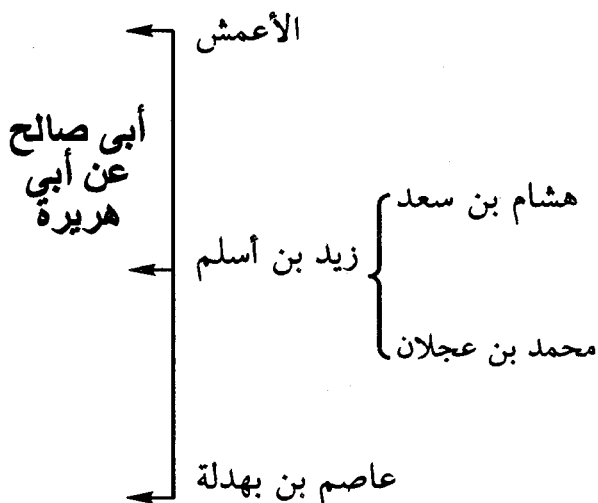 الأعمش
أبى صالح
عن أبي
هريرة
هشام بن سعد
زيد بن أسلم
محمد بن عجلان
عاصم بن بهدلة